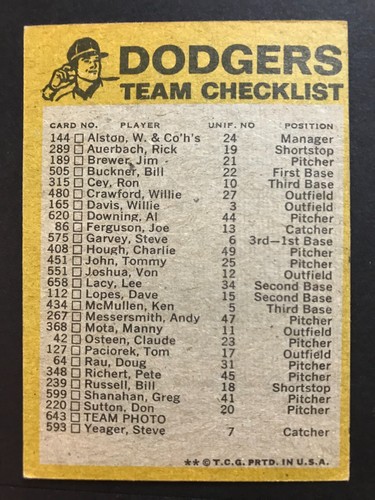 DODGERS
TEAM CHECKLIST
CARD NO. PLAYER UNIF. NO POSITION
144 Alston, W. & Co'h's 24 Manager
289 Auerbach, Rick 19 Shortstop
189 Brewer, Jim 21 Pitcher
505 Buckner, Bill 22 First Base
315 Cey, Ron 10 Third Base
480 Crawford, Willie 27 Outfield
165 Davis, Willie 3 Outfield
620 Downing, Al 44 Pitcher
86 Ferguson, Joe 13 Catcher
575 Garvey, Steve 6 3rd—1st Base
408 Hough, Charlie 49 Pitcher
451 John, Tommy 25 Pitcher
551 Joshua, Von 12 Outfield
658 Lacy, Lee 34 Second Base
112 Lopes, Dave 15 Second Base
434 McMullen, Ken 5 Third Base
267 Messersmith, Andy 47 Pitcher
368 Mota, Manny 11 Outfield
42 Osteen, Claude 23 Pitcher
127 Paciorek, Tom 17 Outfield
64 Rau, Doug 31 Pitcher
348 Richert, Pete 45 Pitcher
239 Russell, Bill 18 Shortstop
599 Shanahan, Greg 41 Pitcher
220 Sutton, Don 20 Pitcher
643 TEAM PHOTO
593 Yeager, Steve 7 Catcher
** © T.C.G. PRTD. IN U.S.A.